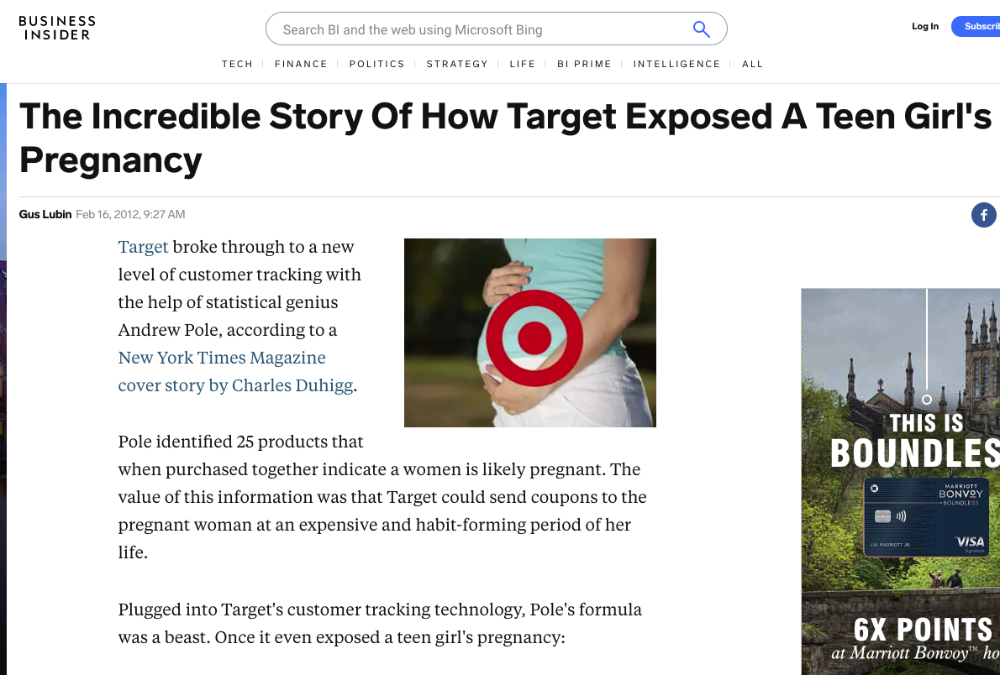 BUSINESS
INSIDER
Search BI and the web using Microsoft Bing
Log In
Subscri
TECH
FINANCE
POLITICS
STRATEGY
LIFE
BI PRIME
INTELLIGENCE
ALL
The Incredible Story Of How Target Exposed A Teen Girl's
Pregnancy
Gus Lubin Feb 16, 2012, 9:27 AM
f
Target broke through to a new
level of customer tracking with
the help of statistical genius
Andrew Pole, according to a
New York Times Magazine
cover story by Charles Duhigg.
Pole identified 25 products that
when purchased together indicate a women is likely pregnant. The
value of this information was that Target could send coupons to the
pregnant woman at an expensive and habit-forming period of her
life.
Plugged into Target's customer tracking technology, Pole's formula
was a beast. Once it even exposed a teen girl's pregnancy:
THIS IS
BOUNDLES
MARRIOTT
BONVOY
BOUNDLESS
J.W. MARRIOTT JR.
VISA
Signature
6X POINTS
at Marriott Bonvoy™ ho